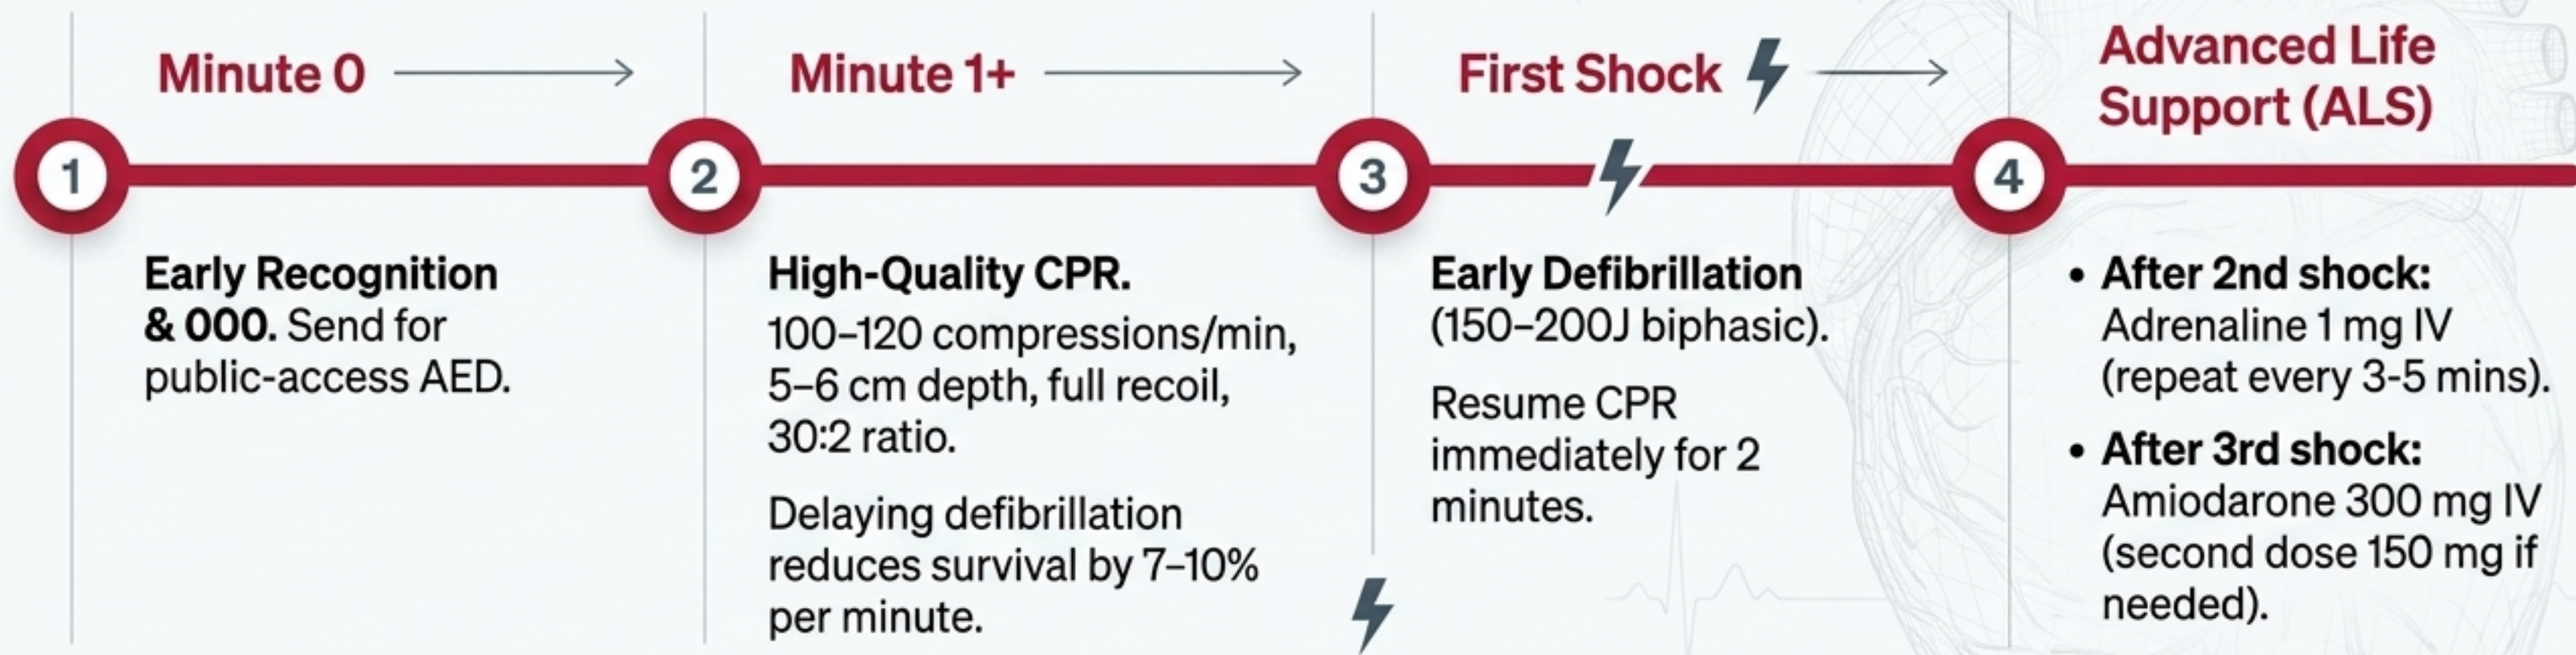 Minute 0
Minute 1+
First Shock
Advanced Life
Support (ALS)
1
2
3
4
Early Recognition
& 000. Send for
public-access AED.
High-Quality CPR.
100–120 compressions/min,
5–6 cm depth, full recoil,
30:2 ratio.
Delaying defibrillation
reduces survival by 7–10%
per minute.
Early Defibrillation
(150–200J biphasic).
Resume CPR
immediately for 2
minutes.
• After 2nd shock:
Adrenaline 1 mg IV
(repeat every 3-5 mins).
• After 3rd shock:
Amiodarone 300 mg IV
(second dose 150 mg if
needed).